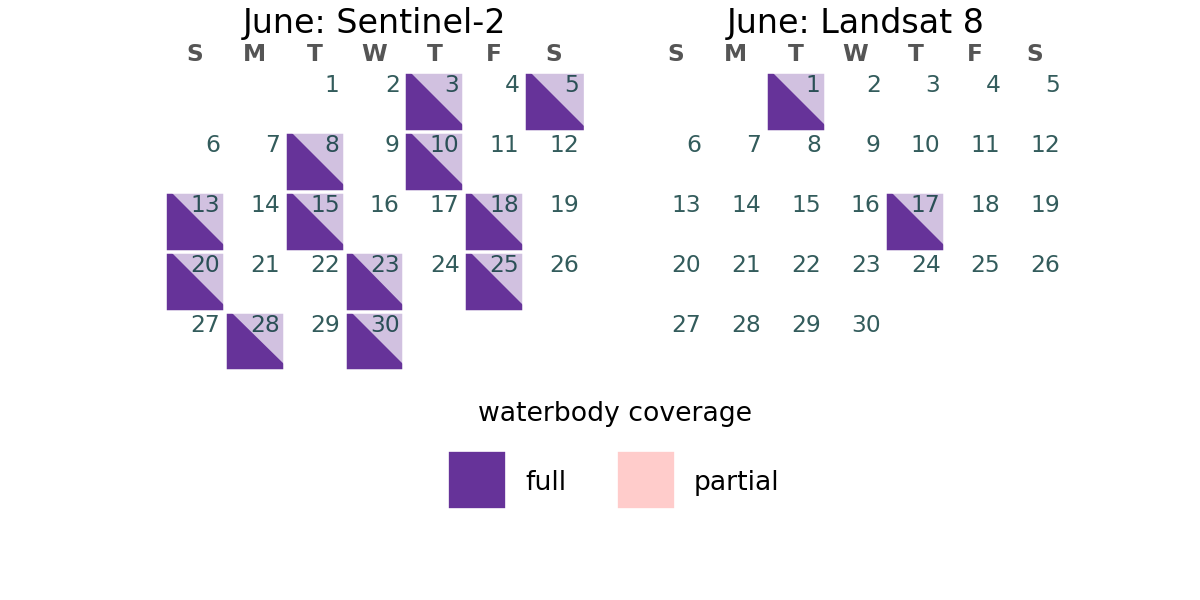 June: Sentinel-2
S M T W T F S
1 2 3 4 5
6 7 8 9 10 11 12
13 14 15 16 17 18 19
20 21 22 23 24 25 26
27 28 29 30
June: Landsat 8
S M T W T F S
1 2 3 4 5
6 7 8 9 10 11 12
13 14 15 16 17 18 19
20 21 22 23 24 25 26
27 28 29 30
waterbody coverage
full partial